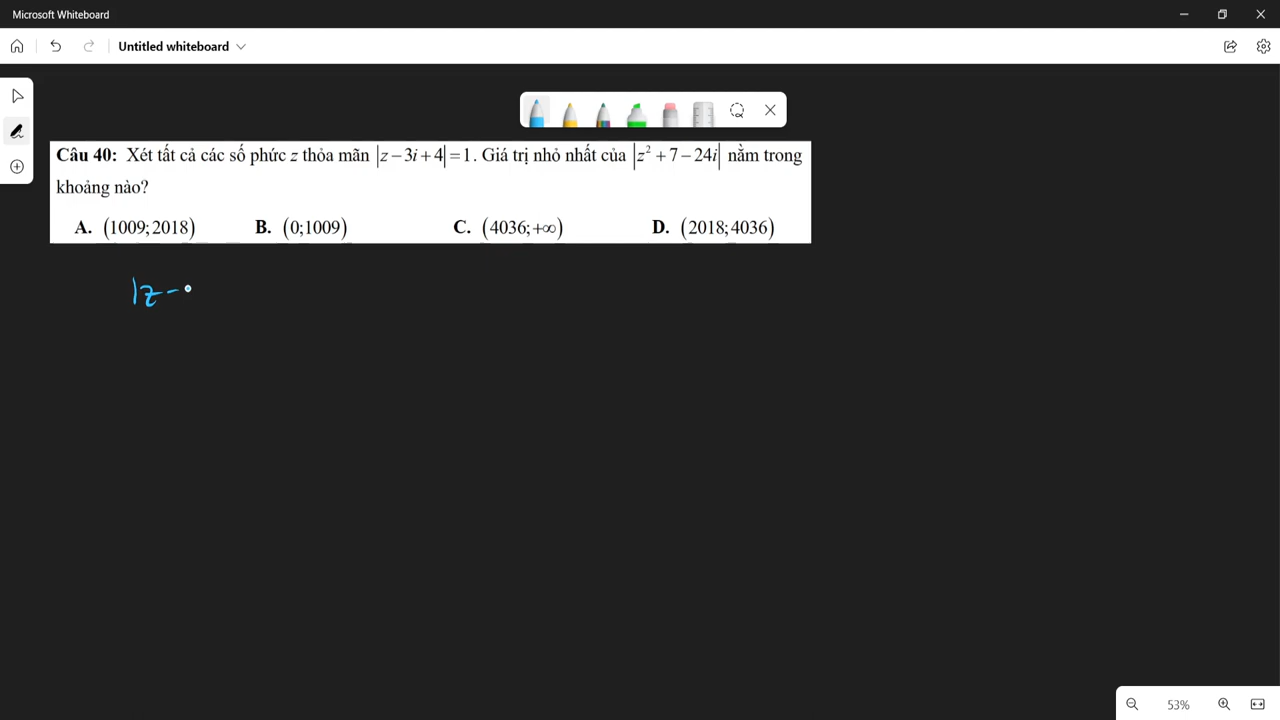 Microsoft Whiteboard
Untitled whiteboard
Câu 40: Xét tất cả các số phức z thỏa mãn |z − 3i + 4| = 1. Giá trị nhỏ nhất của |z² + 7 − 24i| nằm trong
khoảng nào?
A. (1009; 2018) B. (0;1009) C. (4036; +∞) D. (2018; 4036)
|z -
53%